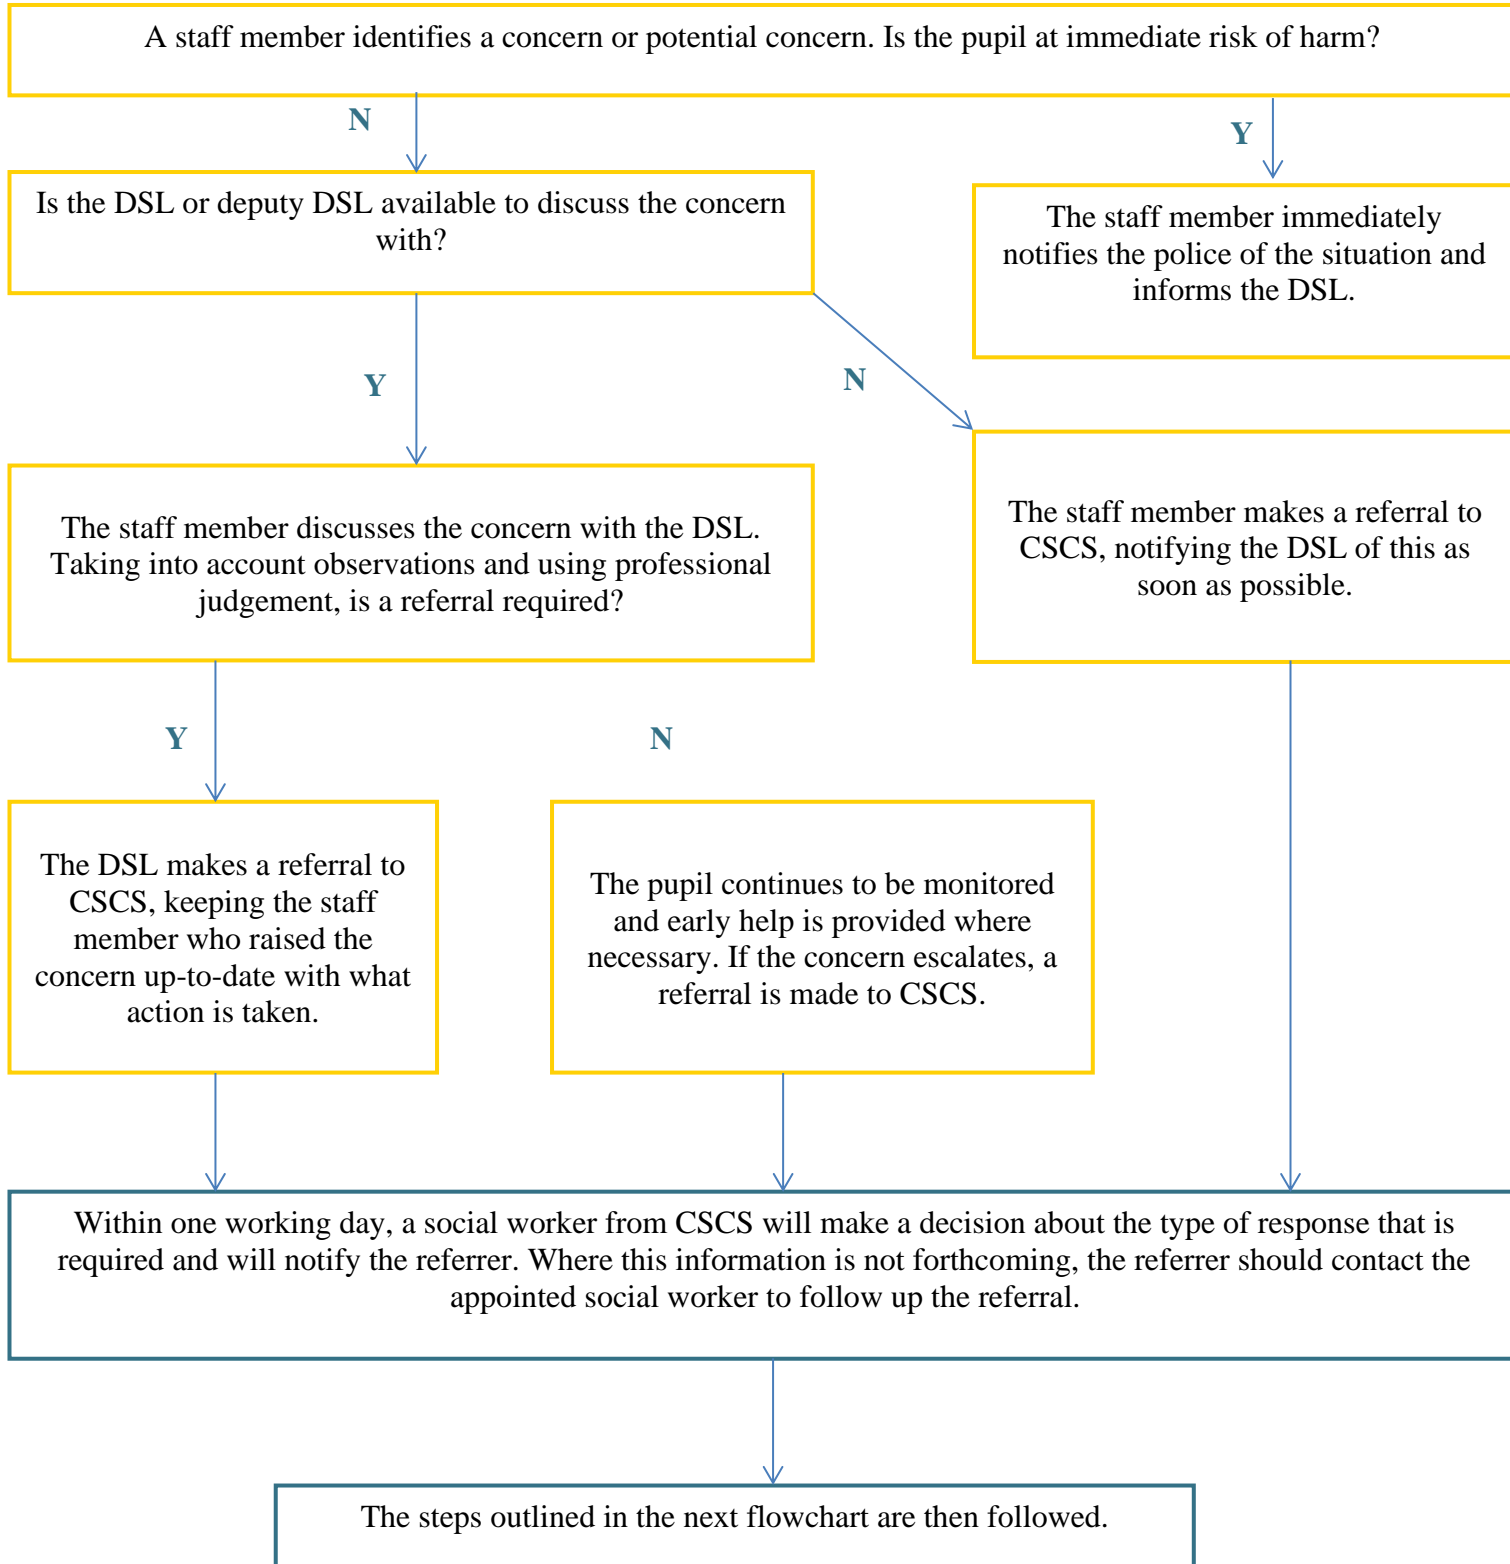 A staff member identifies a concern or potential concern. Is the pupil at immediate risk of harm?
N
Y
Is the DSL or deputy DSL available to discuss the concern
with?
The staff member immediately
notifies the police of the situation and
informs the DSL.
Y
N
The staff member discusses the concern with the DSL.
Taking into account observations and using professional
judgement, is a referral required?
The staff member makes a referral to
CSCS, notifying the DSL of this as
soon as possible.
Y
N
The DSL makes a referral to
CSCS, keeping the staff
member who raised the
concern up-to-date with what
action is taken.
The pupil continues to be monitored
and early help is provided where
necessary. If the concern escalates, a
referral is made to CSCS.
Within one working day, a social worker from CSCS will make a decision about the type of response that is
required and will notify the referrer. Where this information is not forthcoming, the referrer should contact the
appointed social worker to follow up the referral.
The steps outlined in the next flowchart are then followed.